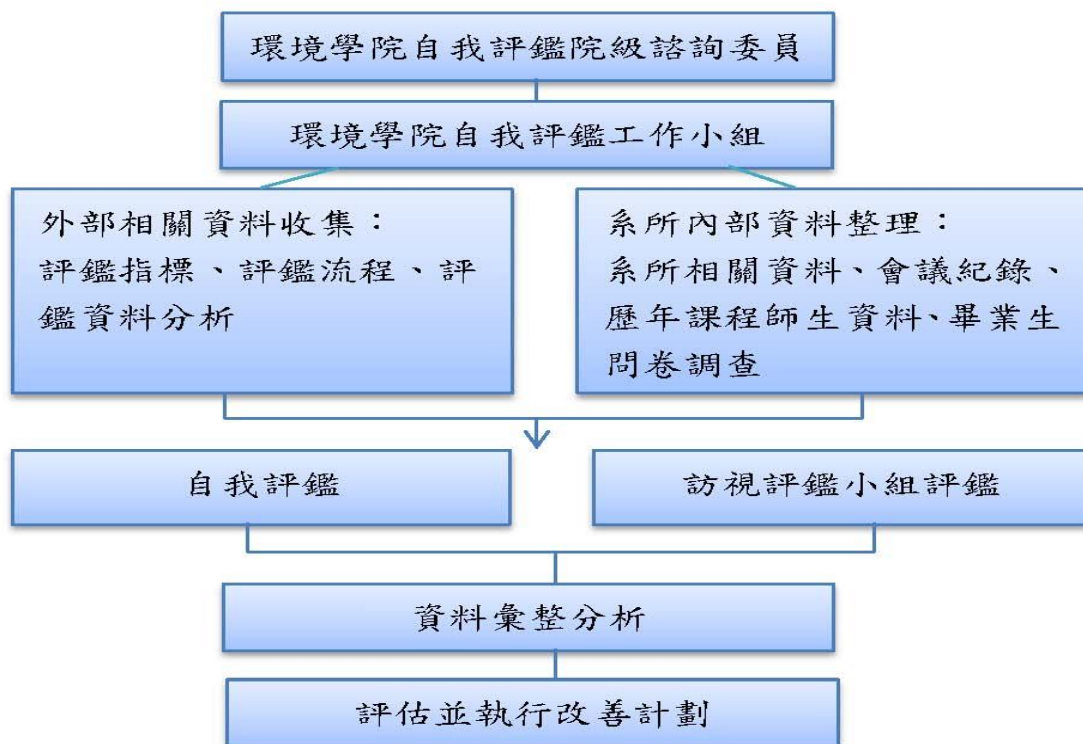 環境學院自我評鑑院級諮詢委員
環境學院自我評鑑工作小組
外部相關資料收集：
評鑑指標、評鑑流程、評
鑑資料分析
系所內部資料整理：
系所相關資料、會議紀錄、
歷年課程師生資料、畢業生
問卷調查
自我評鑑
訪視評鑑小組評鑑
資料彙整分析
評估並執行改善計劃